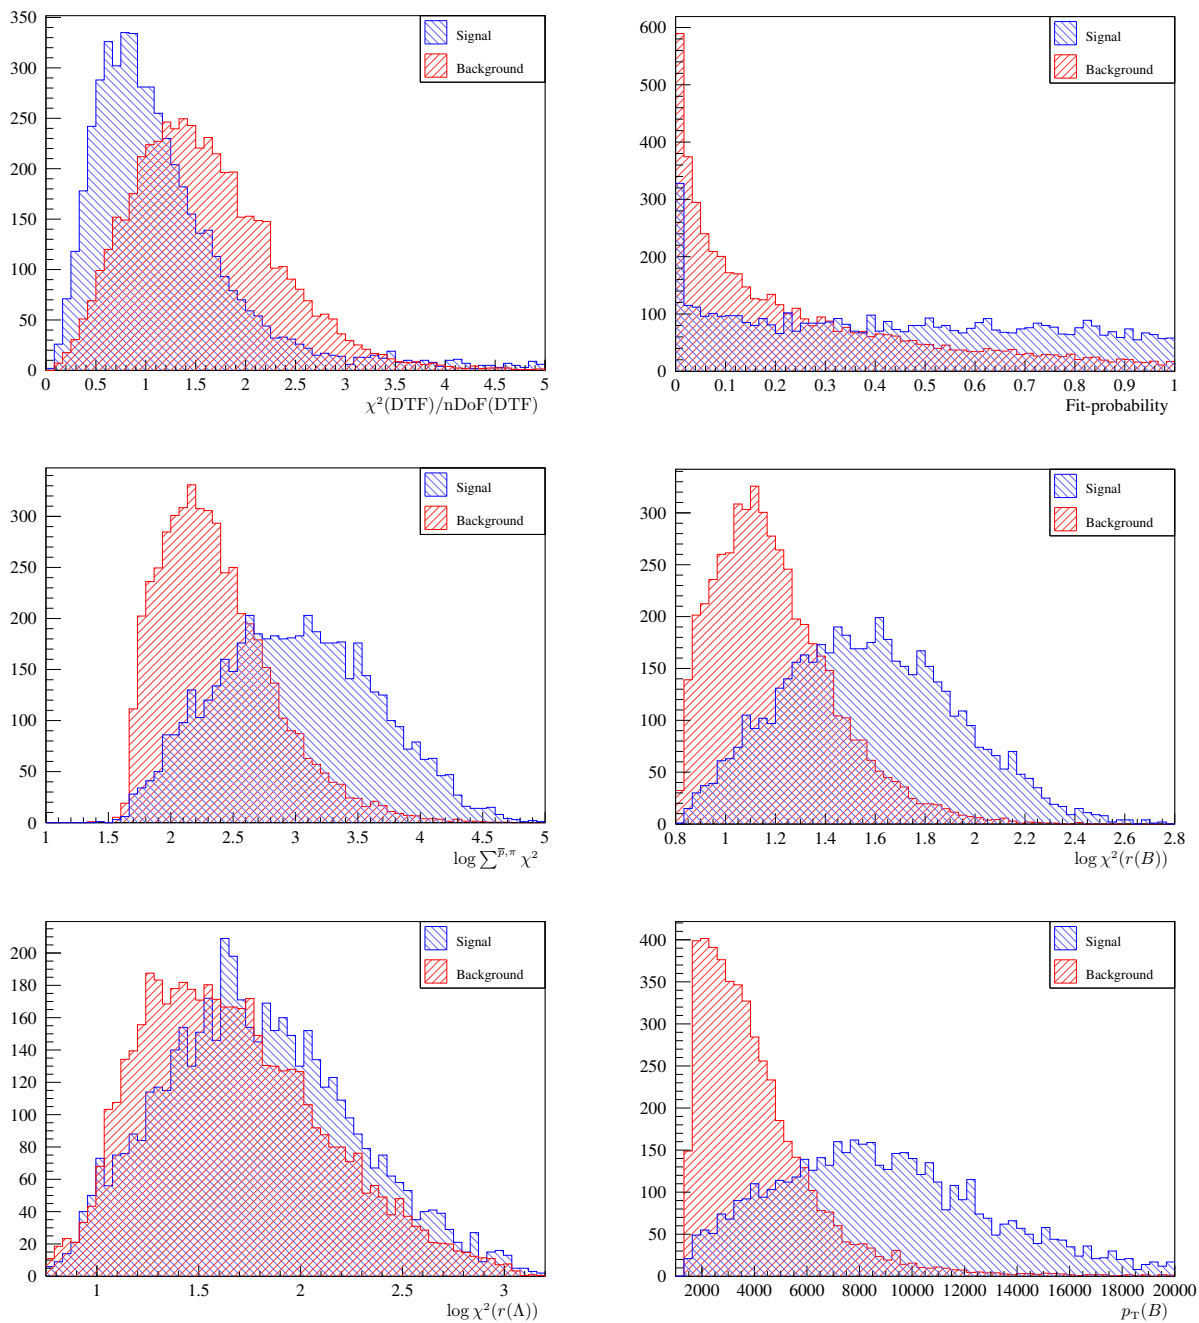 350
300
250
200
150
100
50
0
0 0.5 1 1.5 2 2.5 3 3.5 4 4.5 5
χ²(DTF)/nDoF(DTF)
Signal
Background
600
500
400
300
200
100
0
0 0.1 0.2 0.3 0.4 0.5 0.6 0.7 0.8 0.9 1
Fit-probability
Signal
Background
300
250
200
150
100
50
0
1 1.5 2 2.5 3 3.5 4 4.5 5
log ∑^{p̅,π} χ²
Signal
Background
300
250
200
150
100
50
0
0.8 1 1.2 1.4 1.6 1.8 2 2.2 2.4 2.6 2.8
log χ²(r(B))
Signal
Background
200
180
160
140
120
100
80
60
40
20
0
1 1.5 2 2.5 3
log χ²(r(Λ))
Signal
Background
400
350
300
250
200
150
100
50
0
2000 4000 6000 8000 10000 12000 14000 16000 18000 20000
p_T(B)
Signal
Background